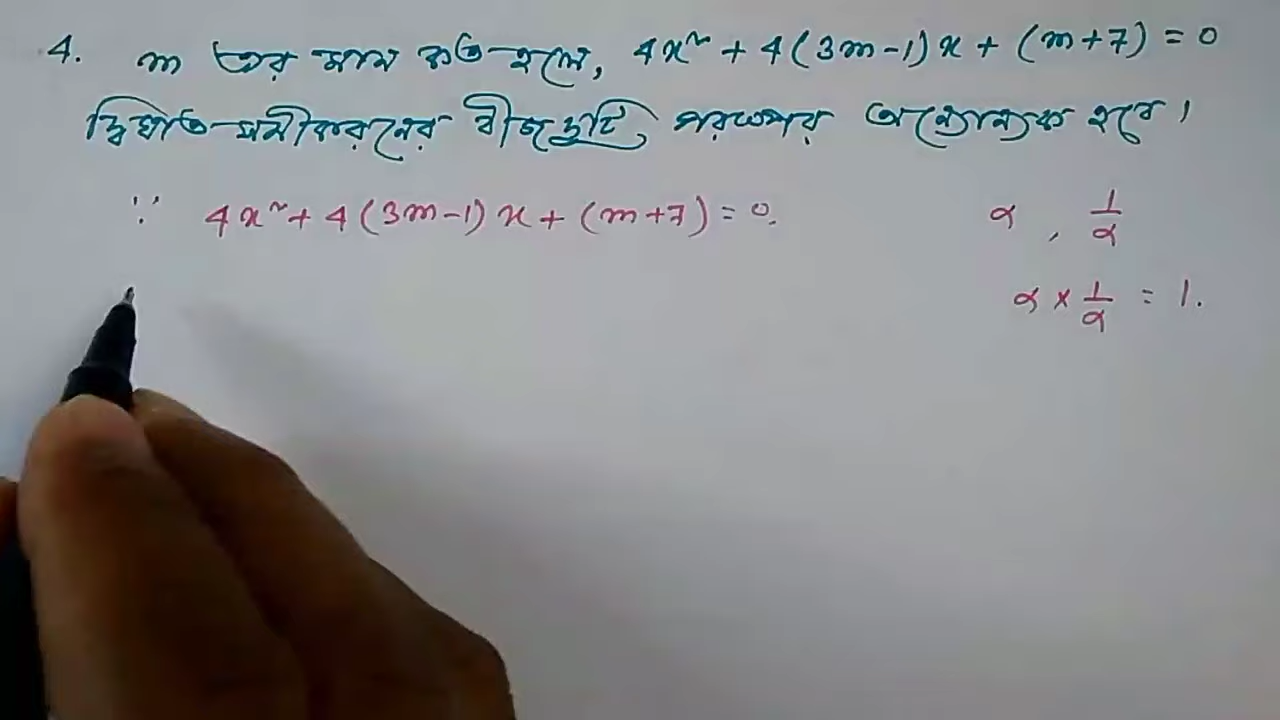 4. m এর মান কত হলে, 4x² + 4(3m-1)x + (m+7) = 0
দ্বিঘাত সমীকরনের বীজদুটি পরস্পর অন্যোন্যক হবে।
∵ 4x² + 4(3m-1)x + (m+7) = 0.
α , 1/α
α × 1/α = 1.